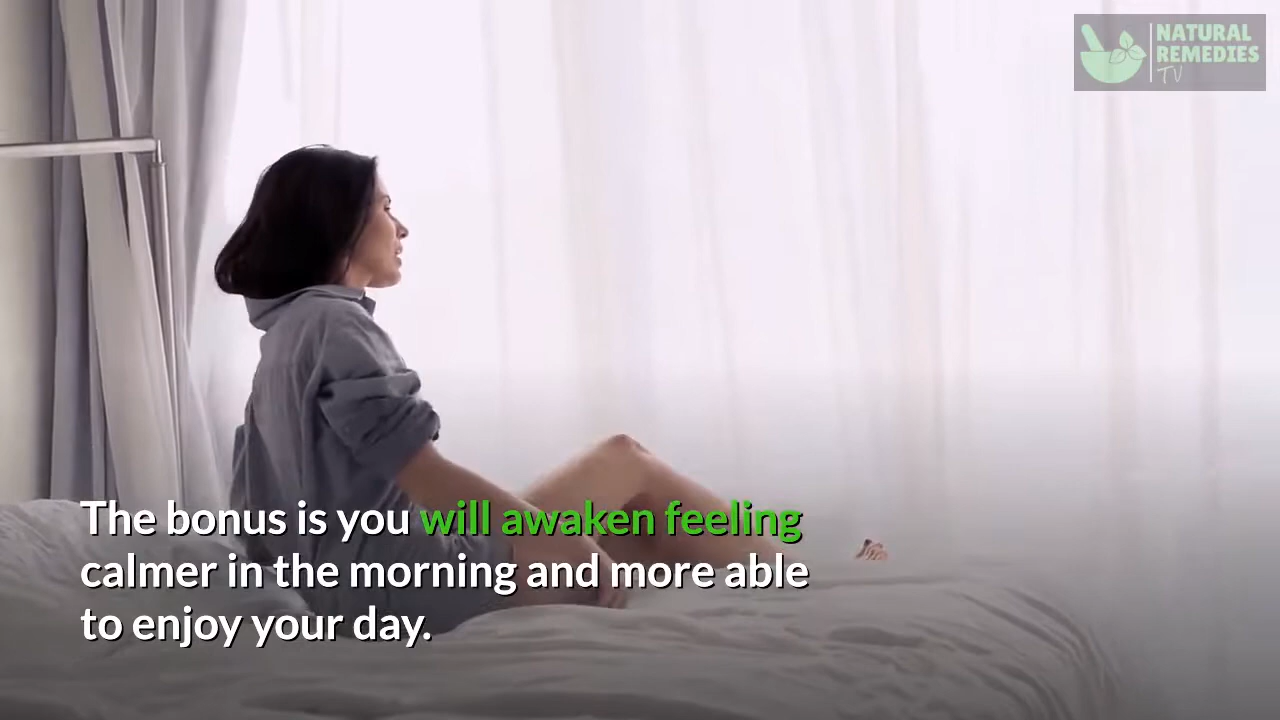 NATURAL
REMEDIES
TV
The bonus is you will awaken feeling
calmer in the morning and more able
to enjoy your day.